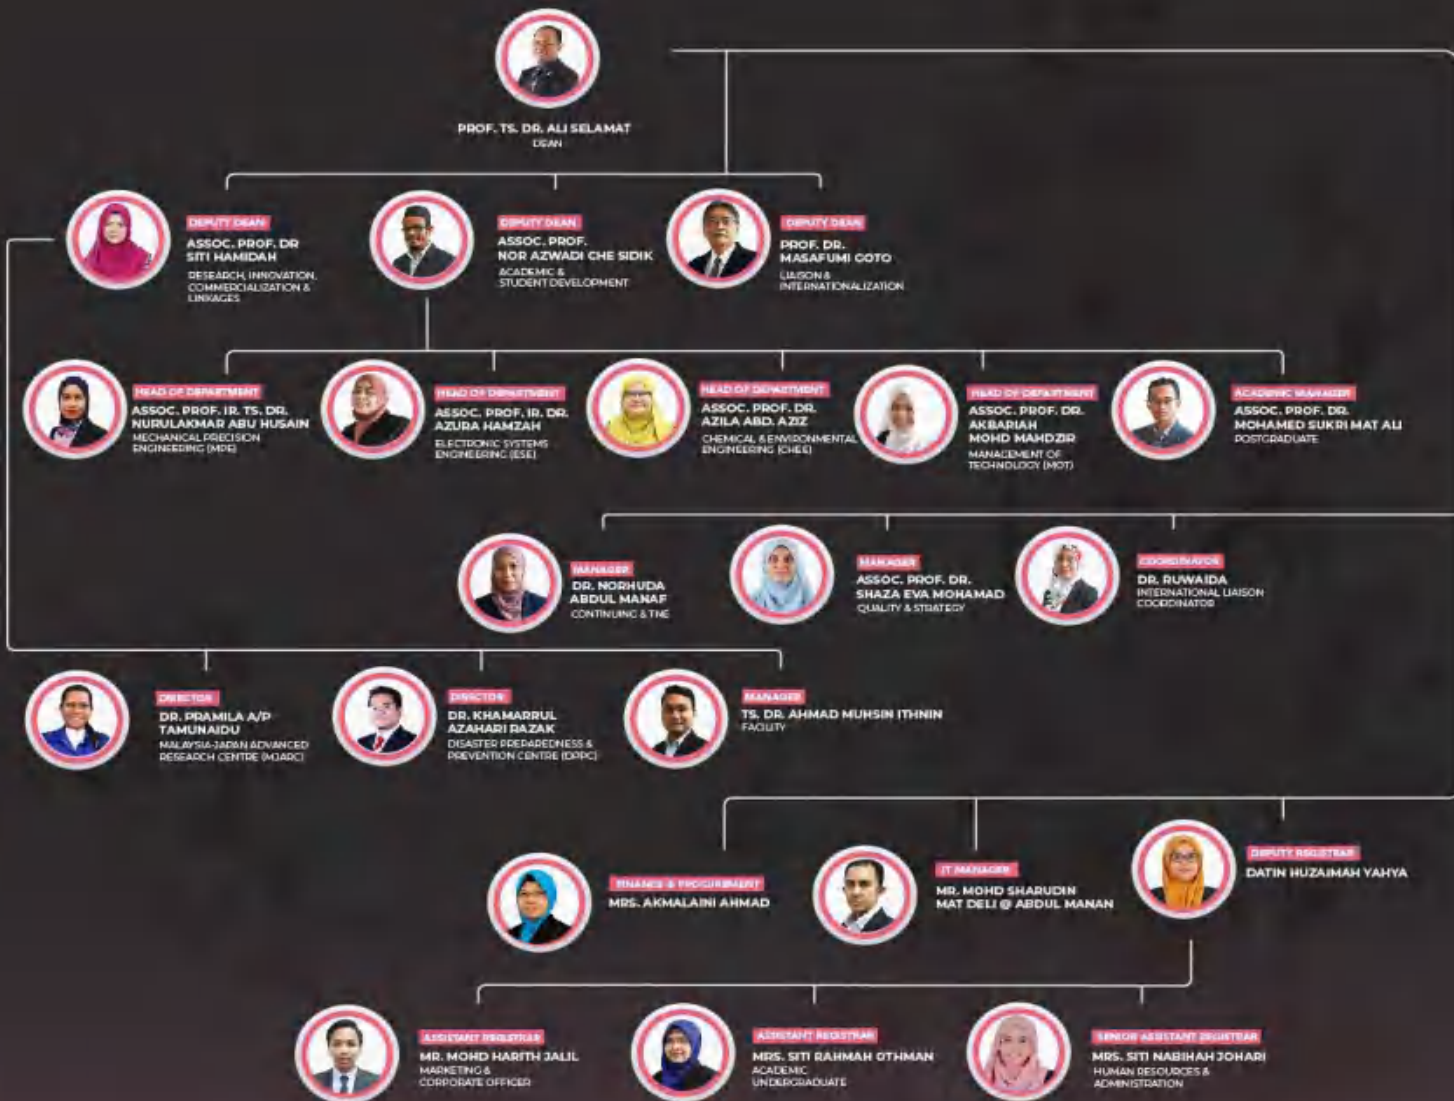 PROF. TS. DR. ALI SELAMAT
DEAN
DEPUTY DEAN
ASSOC. PROF. DR
SITI HAMIDAH
RESEARCH, INNOVATION,
COMMERCIALIZATION &
LINKAGES
DEPUTY DEAN
ASSOC. PROF.
NOR AZWADI CHE SIDIK
ACADEMIC &
STUDENT DEVELOPMENT
DEPUTY DEAN
PROF. DR.
MASAFUMI GOTO
LIAISON &
INTERNATIONALIZATION
HEAD OF DEPARTMENT
ASSOC. PROF. IR. TS. DR.
NURULAKMAR ABU HUSAIN
MECHANICAL PRECISION
ENGINEERING (MPE)
HEAD OF DEPARTMENT
ASSOC. PROF. IR. DR.
AZURA HAMZAH
ELECTRONIC SYSTEMS
ENGINEERING (ESE)
HEAD OF DEPARTMENT
ASSOC. PROF. DR.
AZILA ABD. AZIZ
CHEMICAL & ENVIRONMENTAL
ENGINEERING (CHEE)
HEAD OF DEPARTMENT
ASSOC. PROF. DR.
AKBARIAH
MOHD MAHDZIR
MANAGEMENT OF
TECHNOLOGY (MOT)
ACADEMIC MANAGER
ASSOC. PROF. DR.
MOHAMED SUKRI MAT ALI
POSTGRADUATE
MANAGER
DR. NORHUDA
ABDUL MANAF
CONTINUING & TNE
MANAGER
ASSOC. PROF. DR.
SHAZA EVA MOHAMAD
QUALITY & STRATEGY
COORDINATOR
DR. RUWAIDA
INTERNATIONAL LIAISON
COORDINATOR
DIRECTOR
DR. PRAMILA A/P
TAMUNAIDU
MALAYSIA-JAPAN ADVANCED
RESEARCH CENTRE (MJARC)
DIRECTOR
DR. KHAMARRUL
AZAHARI RAZAK
DISASTER PREPAREDNESS &
PREVENTION CENTRE (DPPC)
MANAGER
TS. DR. AHMAD MUHSIN ITHNIN
FACILITY
FINANCE & PROCUREMENT
MRS. AKMALAINI AHMAD
IT MANAGER
MR. MOHD SHARUDIN
MAT DELI @ ABDUL MANAN
DEPUTY REGISTRAR
DATIN HUZAIMAH YAHYA
ASSISTANT REGISTRAR
MR. MOHD HARITH JALIL
MARKETING &
CORPORATE OFFICER
ASSISTANT REGISTRAR
MRS. SITI RAHMAH OTHMAN
ACADEMIC
UNDERGRADUATE
SENIOR ASSISTANT REGISTRAR
MRS. SITI NABIHAH JOHARI
HUMAN RESOURCES &
ADMINISTRATION